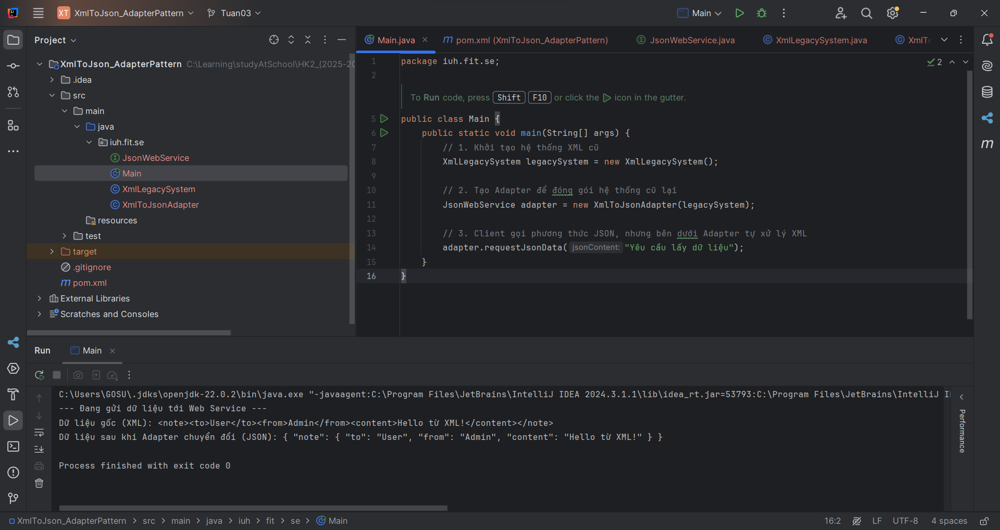 XT XmlToJson_AdapterPattern Tuan03 Main
Project
XmlToJson_AdapterPattern C:\Learning\studyAtSchool\HK2_(2025-20
.idea
src
main
java
iuh.fit.se
JsonWebService
Main
XmlLegacySystem
XmlToJsonAdapter
resources
test
target
.gitignore
pom.xml
External Libraries
Scratches and Consoles
Main.java pom.xml (XmlToJson_AdapterPattern) JsonWebService.java XmlLegacySystem.java XmlTo
1 package iuh.fit.se; 2
2
To Run code, press Shift F10 or click the icon in the gutter.
5 public class Main {
6 public static void main(String[] args) {
7 // 1. Khởi tạo hệ thống XML cũ
8 XmlLegacySystem legacySystem = new XmlLegacySystem();
9
10 // 2. Tạo Adapter để đóng gói hệ thống cũ lại
11 JsonWebService adapter = new XmlToJsonAdapter(legacySystem);
12
13 // 3. Client gọi phương thức JSON, nhưng bên dưới Adapter tự xử lý XML
14 adapter.requestJsonData( jsonContent: "Yêu cầu lấy dữ liệu");
15 }
16 }
Run Main
C:\Users\GOSU\.jdks\openjdk-22.0.2\bin\java.exe "-javaagent:C:\Program Files\JetBrains\IntelliJ IDEA 2024.3.1.1\lib\idea_rt.jar=53793:C:\Program Files\JetBrains\IntelliJ I
--- Đang gửi dữ liệu tới Web Service ---
Dữ liệu gốc (XML): <note><to>User</to><from>Admin</from><content>Hello từ XML!</content></note>
Dữ liệu sau khi Adapter chuyển đổi (JSON): { "note": { "to": "User", "from": "Admin", "content": "Hello từ XML!" } }
Process finished with exit code 0
Performance
XmlToJson_AdapterPattern > src > main > java > iuh > fit > se > Main 16:2 LF UTF-8 4 spaces